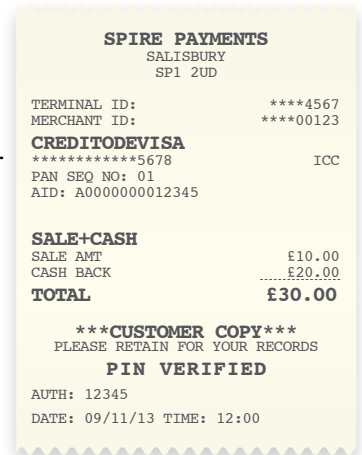 SPIRE PAYMENTS
SALISBURY
SP1 2UD
TERMINAL ID: ****4567
MERCHANT ID: ****00123
CREDITODEVISA
************5678 ICC
PAN SEQ NO: 01
AID: A0000000012345
SALE+CASH
SALE AMT £10.00
CASH BACK £20.00
TOTAL £30.00
***CUSTOMER COPY***
PLEASE RETAIN FOR YOUR RECORDS
PIN VERIFIED
AUTH: 12345
DATE: 09/11/13 TIME: 12:00